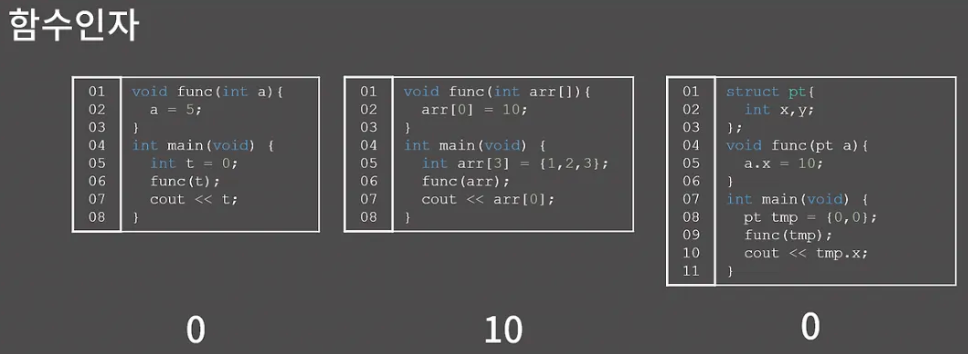 함수인자
01 void func(int a){
02   a = 5;
03 }
04 int main(void) {
05   int t = 0;
06   func(t);
07   cout << t;
08 }
0
01 void func(int arr[]){
02   arr[0] = 10;
03 }
04 int main(void) {
05   int arr[3] = {1,2,3};
06   func(arr);
07   cout << arr[0];
08 }
10
01 struct pt{
02   int x,y;
03 };
04 void func(pt a){
05   a.x = 10;
06 }
07 int main(void) {
08   pt tmp = {0,0};
09   func(tmp);
10   cout << tmp.x;
11 }
0